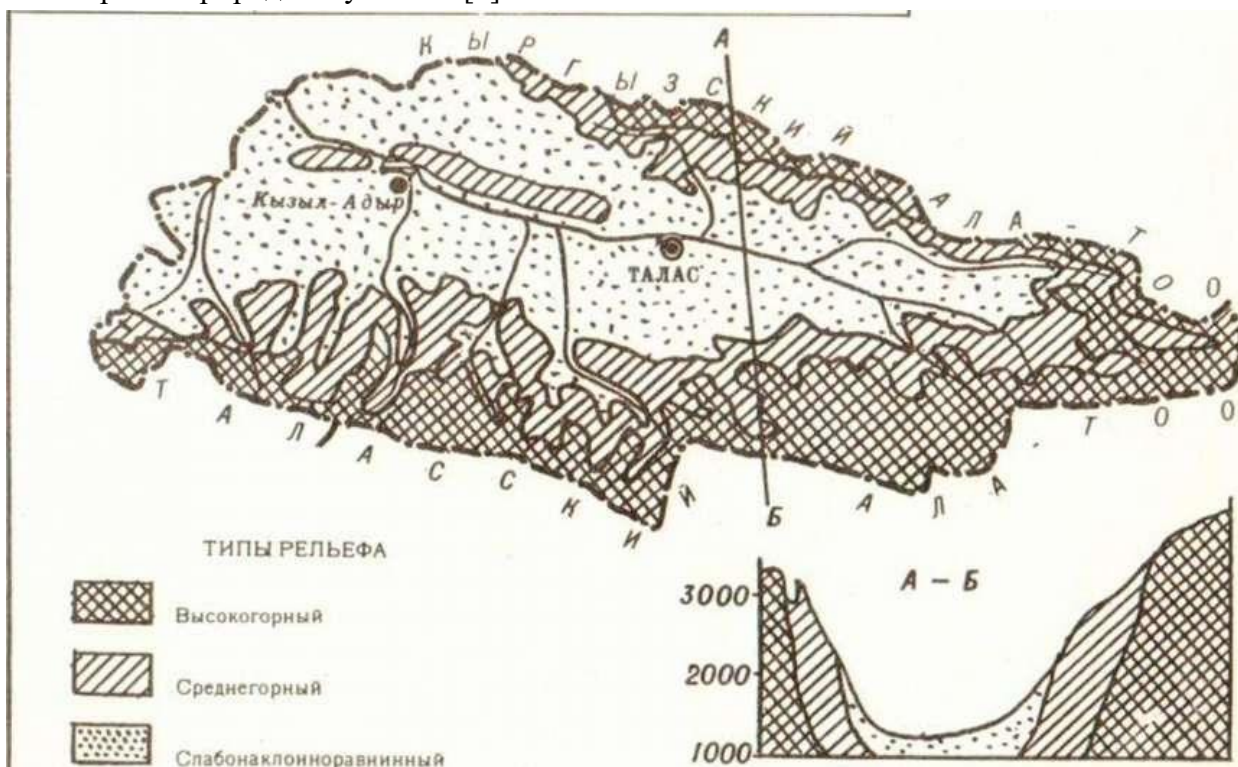 А
КЫРГЫЗСКИЙ АЛА-ТОО
Кызыл-Адыр
ТАЛАС
ТАЛАССКИЙ АЛА-ТОО
Б
ТИПЫ РЕЛЬЕФА
Высокогорный
Среднегорный
Слабонаклонноравнинный
А – Б
3000
2000
1000